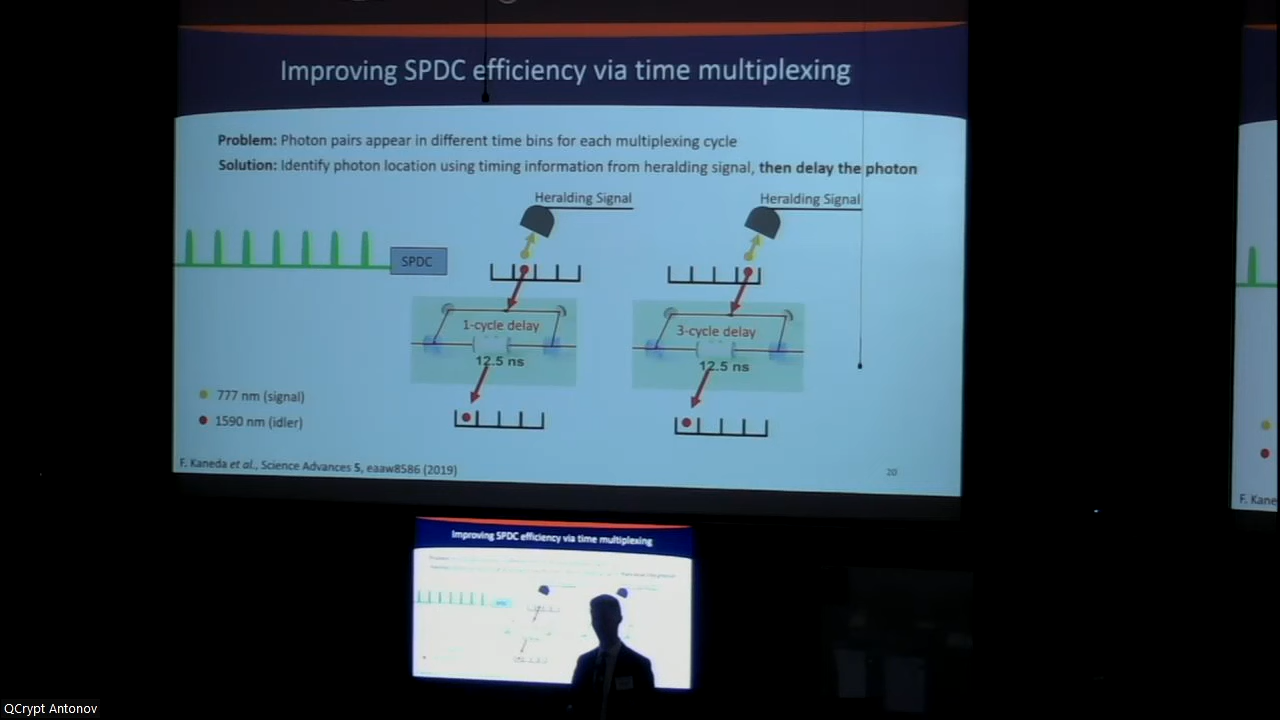 Improving SPDC efficiency via time multiplexing
Problem: Photon pairs appear in different time bins for each multiplexing cycle
Solution: Identify photon location using timing information from heralding signal, then delay the photon
Heralding Signal
Heralding Signal
SPDC
1-cycle delay
12.5 ns
3-cycle delay
12.5 ns
777 nm (signal)
1590 nm (idler)
F. Kaneda et al., Science Advances 5, eaaw8586 (2019)
20
F. Kane
Improving SPDC efficiency via time multiplexing
QCrypt Antonov